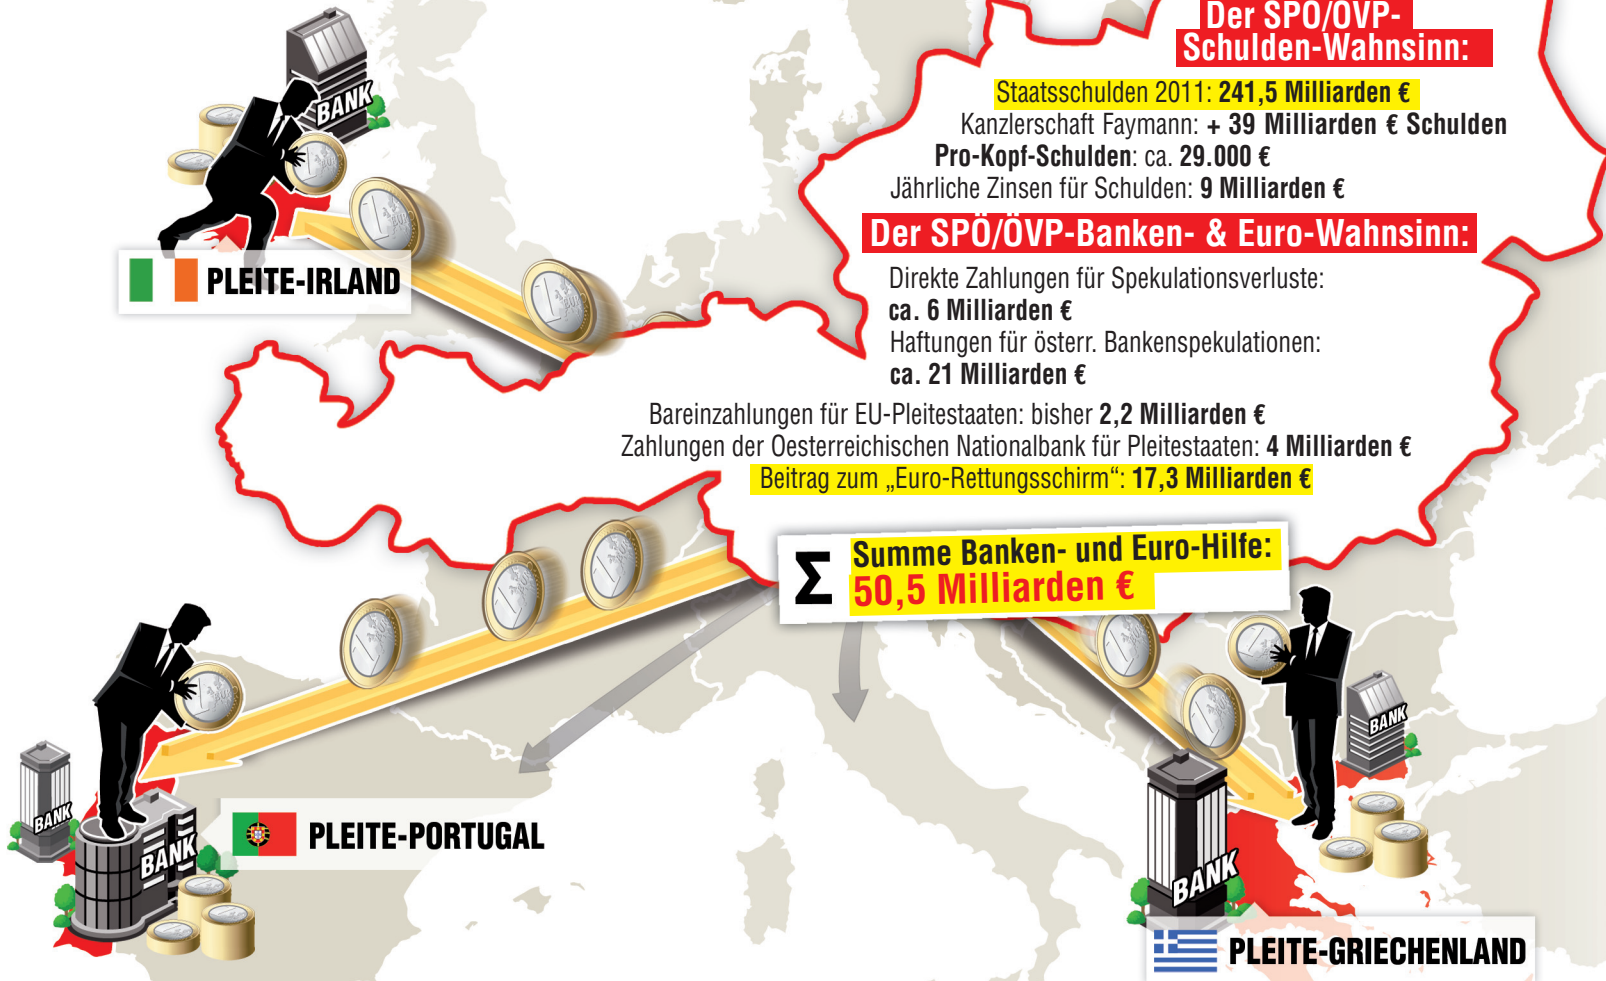 Der SPÖ/ÖVP-
Schulden-Wahnsinn:
Staatsschulden 2011: 241,5 Milliarden €
Kanzlerschaft Faymann: + 39 Milliarden € Schulden
Pro-Kopf-Schulden: ca. 29.000 €
Jährliche Zinsen für Schulden: 9 Milliarden €
Der SPÖ/ÖVP-Banken- & Euro-Wahnsinn:
Direkte Zahlungen für Spekulationsverluste:
ca. 6 Milliarden €
Haftungen für österr. Bankenspekulationen:
ca. 21 Milliarden €
Bareinzahlungen für EU-Pleitestaaten: bisher 2,2 Milliarden €
Zahlungen der Oesterreichischen Nationalbank für Pleitestaaten: 4 Milliarden €
Beitrag zum „Euro-Rettungsschirm“: 17,3 Milliarden €
Σ Summe Banken- und Euro-Hilfe:
50,5 Milliarden €
BANK
PLEITE-IRLAND
BANK
BANK
PLEITE-PORTUGAL
BANK
BANK
PLEITE-GRIECHENLAND